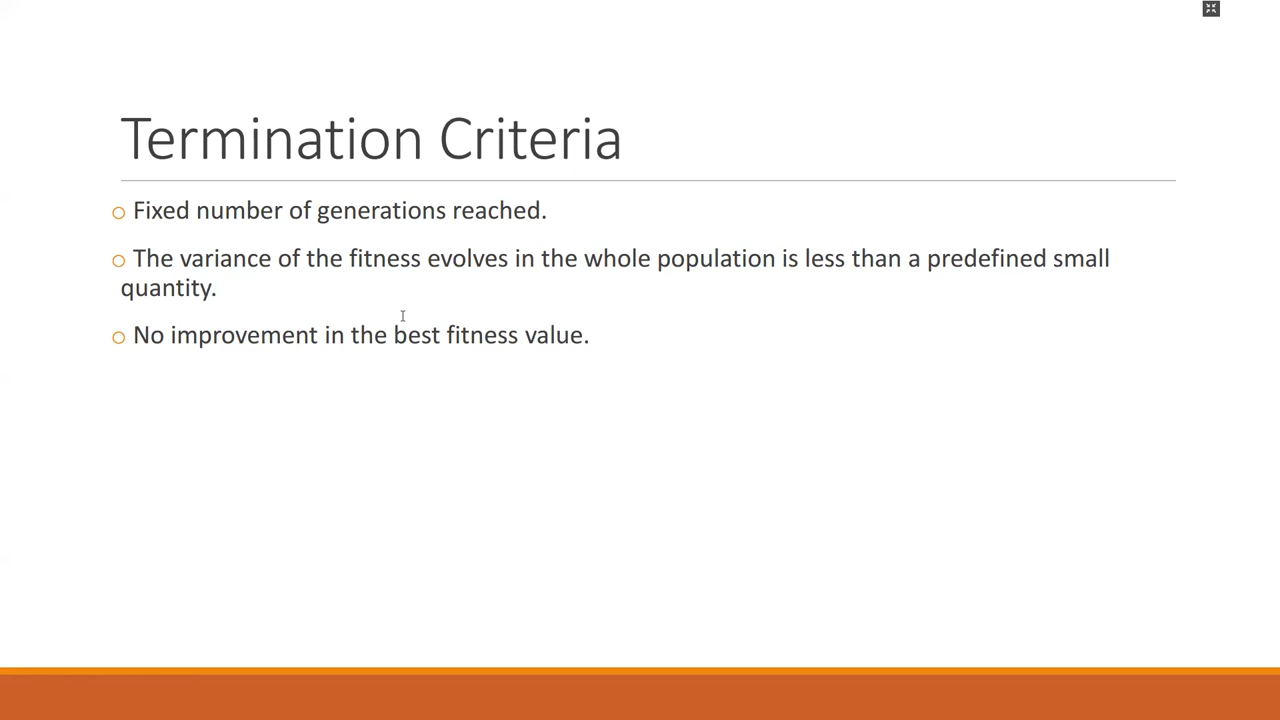 Termination Criteria
Fixed number of generations reached.
The variance of the fitness evolves in the whole population is less than a predefined small
quantity.
No improvement in the best fitness value.